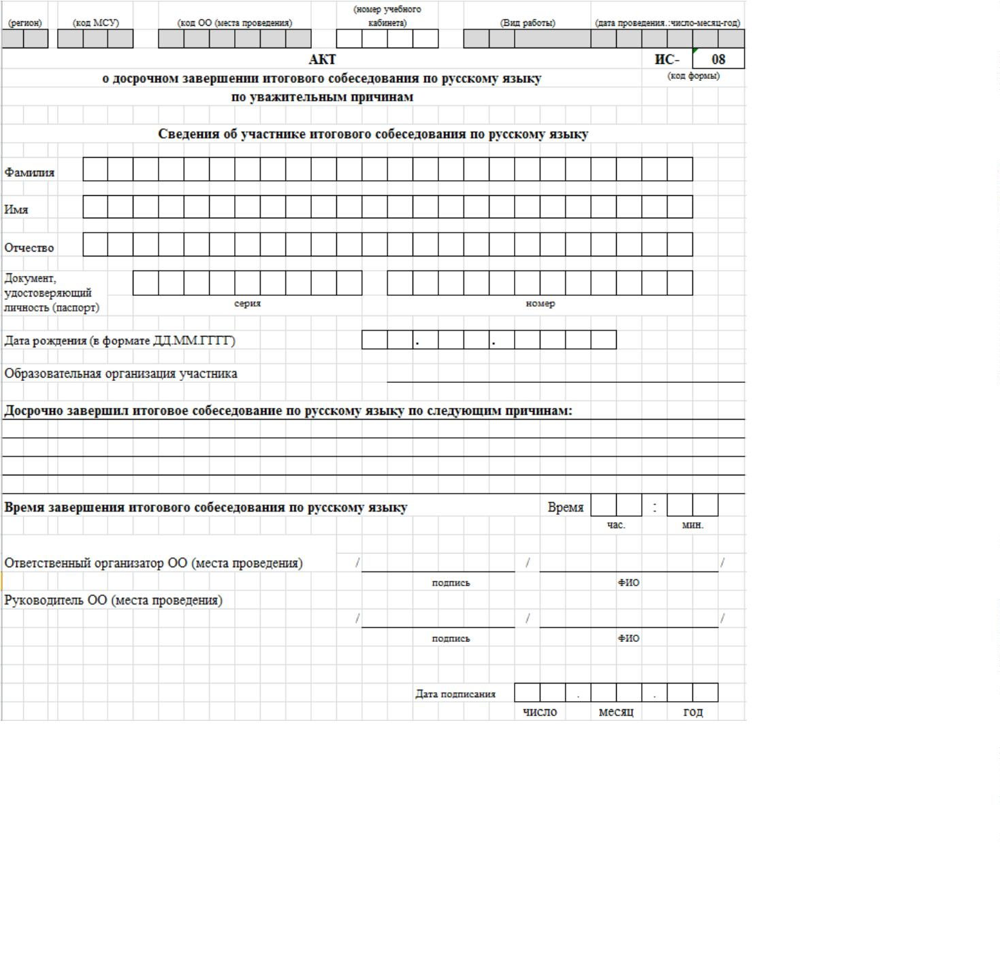 (регион) (код МСУ) (код ОО (места проведения) (номер учебного кабинета) (Вид работы) (дата проведения.:число-месяц-год)
АКТ ИС- 08
о досрочном завершении итогового собеседования по русскому языку (код формы)
по уважительным причинам
Сведения об участнике итогового собеседования по русскому языку
Фамилия
Имя
Отчество
Документ,
удостоверяющий
личность (паспорт)
серия номер
Дата рождения (в формате ДД.ММ.ГГГГ) . .
Образовательная организация участника
Досрочно завершил итоговое собеседование по русскому языку по следующим причинам:
Время завершения итогового собеседования по русскому языку Время :
час. мин.
Ответственный организатор ОО (места проведения) / / /
подпись ФИО
Руководитель ОО (места проведения)
/ / /
подпись ФИО
Дата подписания . .
число месяц год